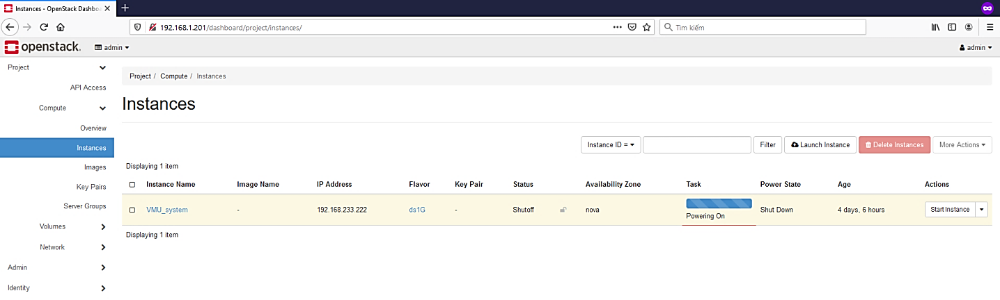 Instances - OpenStack Dashboa
192.168.1.201/dashboard/project/instances/
Tìm kiếm
openstack.
admin
admin
Project
API Access
Compute
Overview
Instances
Images
Key Pairs
Server Groups
Volumes
Network
Admin
Identity
Project / Compute / Instances
Instances
Instance ID =
Filter
Launch Instance
Delete Instances
More Actions
Displaying 1 item
Instance Name Image Name IP Address Flavor Key Pair Status Availability Zone Task Power State Age Actions
VMU_system - 192.168.233.222 ds1G - Shutoff nova Powering On Shut Down 4 days, 6 hours Start Instance
Displaying 1 item